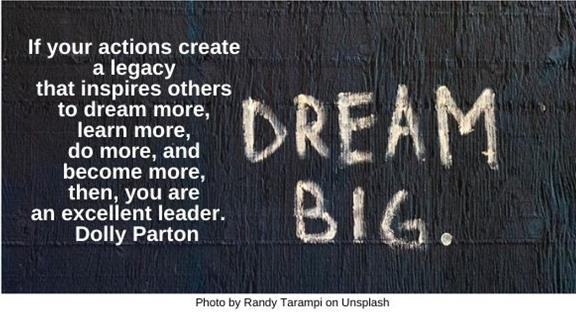 If your actions create
a legacy
that inspires others
to dream more,
learn more,
do more, and
become more,
then, you are
an excellent leader.
Dolly Parton
DREAM
BIG.
Photo by Randy Tarampi on Unsplash